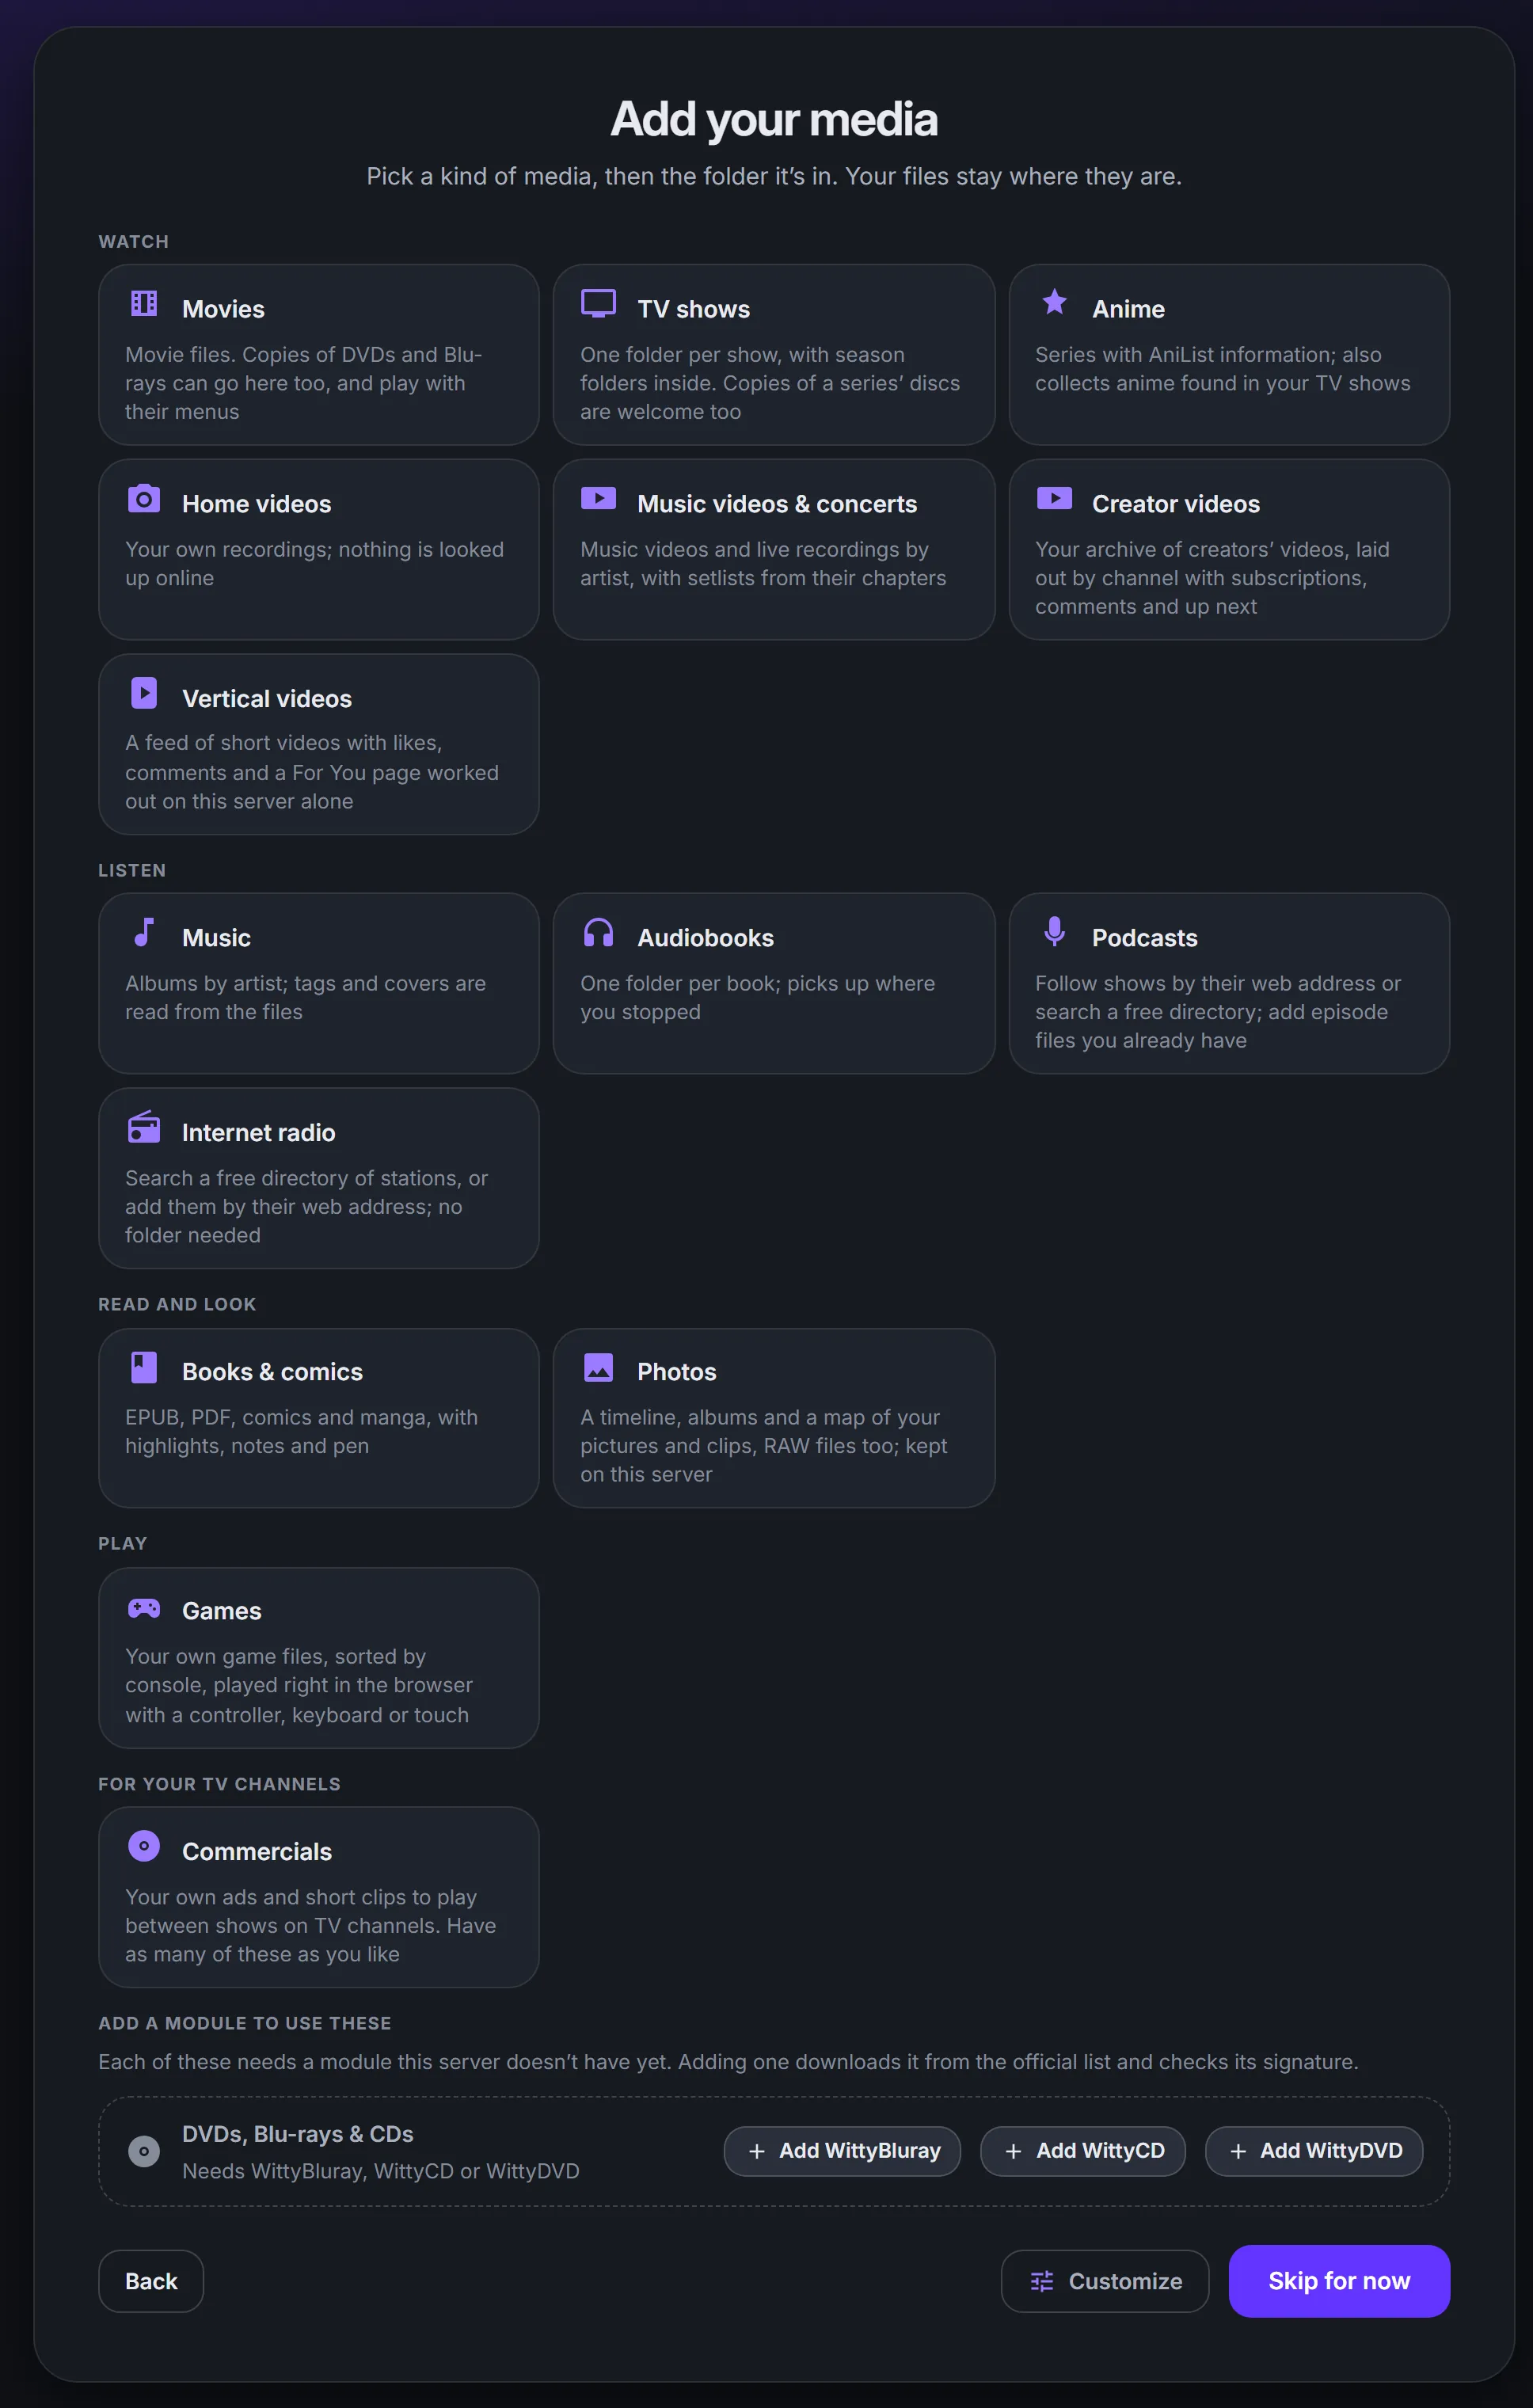 Add your media
Pick a kind of media, then the folder it’s in. Your files stay where they are.
WATCH
Movies
Movie files. Copies of DVDs and Blu-
rays can go here too, and play with
their menus
TV shows
One folder per show, with season
folders inside. Copies of a series’ discs
are welcome too
Anime
Series with AniList information; also
collects anime found in your TV shows
Home videos
Your own recordings; nothing is looked
up online
Music videos & concerts
Music videos and live recordings by
artist, with setlists from their chapters
Creator videos
Your archive of creators’ videos, laid
out by channel with subscriptions,
comments and up next
Vertical videos
A feed of short videos with likes,
comments and a For You page worked
out on this server alone
LISTEN
Music
Albums by artist; tags and covers are
read from the files
Audiobooks
One folder per book; picks up where
you stopped
Podcasts
Follow shows by their web address or
search a free directory; add episode
files you already have
Internet radio
Search a free directory of stations, or
add them by their web address; no
folder needed
READ AND LOOK
Books & comics
EPUB, PDF, comics and manga, with
highlights, notes and pen
Photos
A timeline, albums and a map of your
pictures and clips, RAW files too; kept
on this server
PLAY
Games
Your own game files, sorted by
console, played right in the browser
with a controller, keyboard or touch
FOR YOUR TV CHANNELS
Commercials
Your own ads and short clips to play
between shows on TV channels. Have
as many of these as you like
ADD A MODULE TO USE THESE
Each of these needs a module this server doesn’t have yet. Adding one downloads it from the official list and checks its signature.
DVDs, Blu-rays & CDs
Needs WittyBluray, WittyCD or WittyDVD
+ Add WittyBluray
+ Add WittyCD
+ Add WittyDVD
Back
Customize
Skip for now